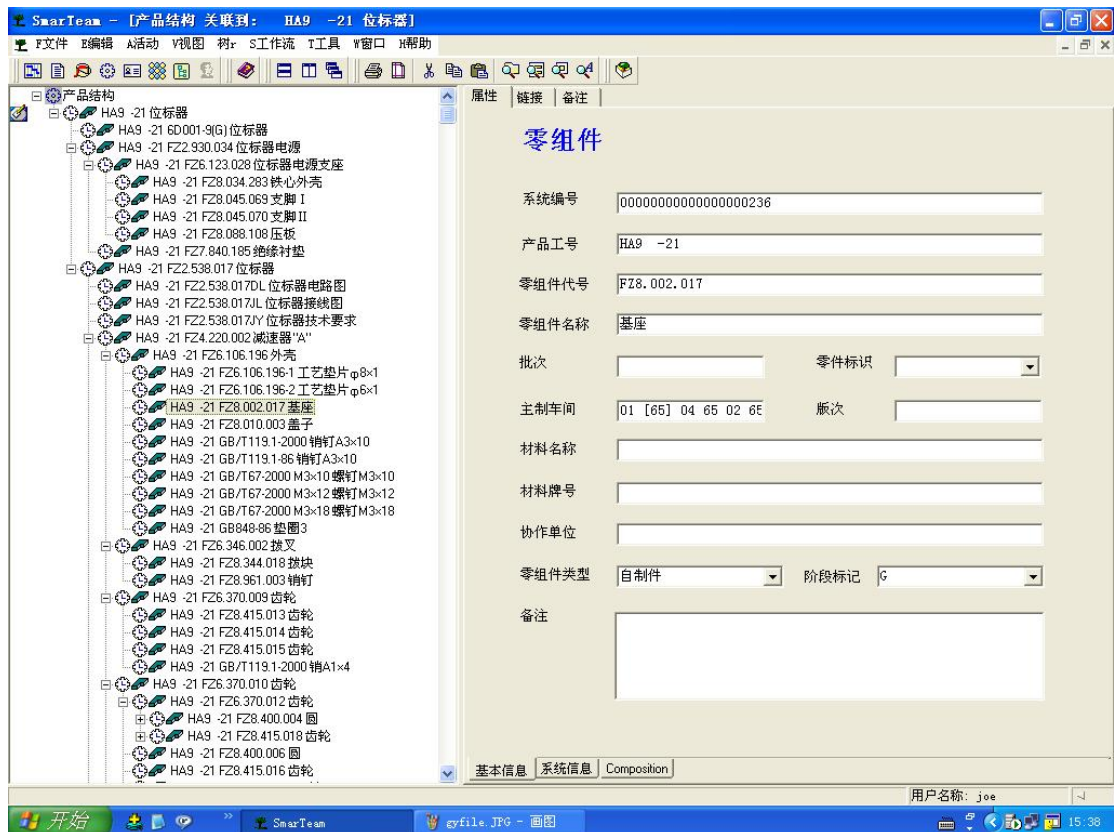 SmarTeam - [产品结构 关联到: HA9 -21 位标器]
F文件 E编辑 A活动 V视图 树r S工作流 T工具 W窗口 H帮助
产品结构
HA9 -21 位标器
HA9 -21 6D001-9(G)位标器
HA9 -21 FZ2.930.034 位标器电源
HA9 -21 FZ6.123.028 位标器电源支座
HA9 -21 FZ8.034.283 铁心外壳
HA9 -21 FZ8.045.069 支脚 I
HA9 -21 FZ8.045.070 支脚II
HA9 -21 FZ8.088.108 压板
HA9 -21 FZ7.840.185 绝缘衬垫
HA9 -21 FZ2.538.017 位标器
HA9 -21 FZ2.538.017DL 位标器电路图
HA9 -21 FZ2.538.017JL 位标器接线图
HA9 -21 FZ2.538.017JY 位标器技术要求
HA9 -21 FZ4.220.002 减速器"A"
HA9 -21 FZ6.106.196 外壳
HA9 -21 FZ6.106.196-1 工艺垫片φ8×1
HA9 -21 FZ6.106.196-2 工艺垫片φ6×1
HA9 -21 FZ8.002.017 基座
HA9 -21 FZ8.010.003 盖子
HA9 -21 GB/T119.1-2000 销钉A3×10
HA9 -21 GB/T119.1-86 销钉A3×10
HA9 -21 GB/T67-2000 M3×10 螺钉M3×10
HA9 -21 GB/T67-2000 M3×12 螺钉M3×12
HA9 -21 GB/T67-2000 M3×18 螺钉M3×18
HA9 -21 GB848-86 垫圈3
HA9 -21 FZ6.346.002 拨叉
HA9 -21 FZ8.344.018 拨块
HA9 -21 FZ8.961.003 销钉
HA9 -21 FZ6.370.009 齿轮
HA9 -21 FZ8.415.013 齿轮
HA9 -21 FZ8.415.014 齿轮
HA9 -21 FZ8.415.015 齿轮
HA9 -21 GB/T119.1-2000 销A1×4
HA9 -21 FZ6.370.010 齿轮
HA9 -21 FZ6.370.012 齿轮
HA9 -21 FZ8.400.004 圆
HA9 -21 FZ8.415.018 齿轮
HA9 -21 FZ8.400.006 圆
HA9 -21 FZ8.415.016 齿轮
属性 链接 备注
零组件
系统编号 00000000000000000236
产品工号 HA9 -21
零组件代号 FZ8.002.017
零组件名称 基座
批次 零件标识
主制车间 01 [65] 04 65 02 65 版次
材料名称
材料牌号
协作单位
零组件类型 自制件 阶段标记 G
备注
基本信息 系统信息 Composition
用户名称: joe
开始 SmarTeam gyfile.JPG - 画图 15:38